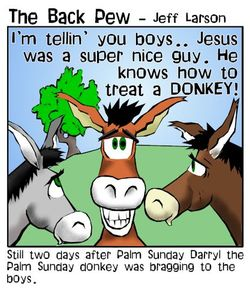 The Back Pew – Jeff Larson
I'm tellin' you boys.. Jesus
was a super nice guy. He
knows how to
treat a DONKEY!
Still two days after Palm Sunday Darryl the
Palm Sunday donkey was bragging to the
boys.